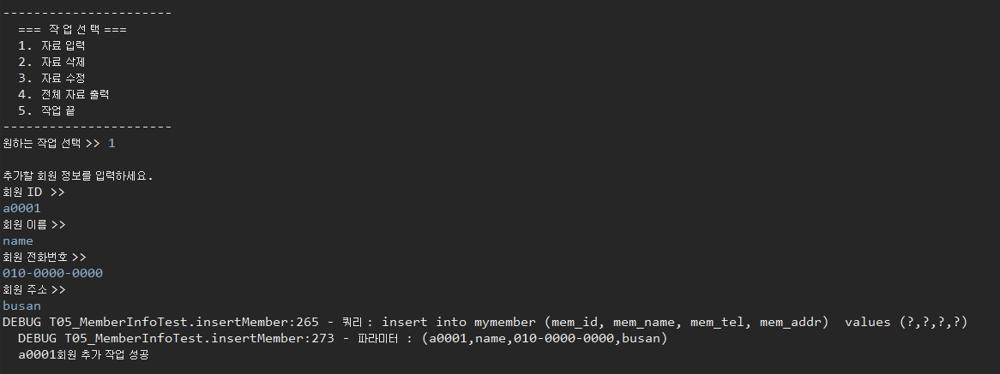 ----------------------
=== 작 업 선 택 ===
1. 자료 입력
2. 자료 삭제
3. 자료 수정
4. 전체 자료 출력
5. 작업 끝
----------------------
원하는 작업 선택 >> 1
추가할 회원 정보를 입력하세요.
회원 ID >>
a0001
회원 이름 >>
name
회원 전화번호 >>
010-0000-0000
회원 주소 >>
busan
DEBUG T05_MemberInfoTest.insertMember:265 - 쿼리 : insert into mymember (mem_id, mem_name, mem_tel, mem_addr)  values (?,?,?,?)
DEBUG T05_MemberInfoTest.insertMember:273 - 파라미터 : (a0001,name,010-0000-0000,busan)
a0001회원 추가 작업 성공